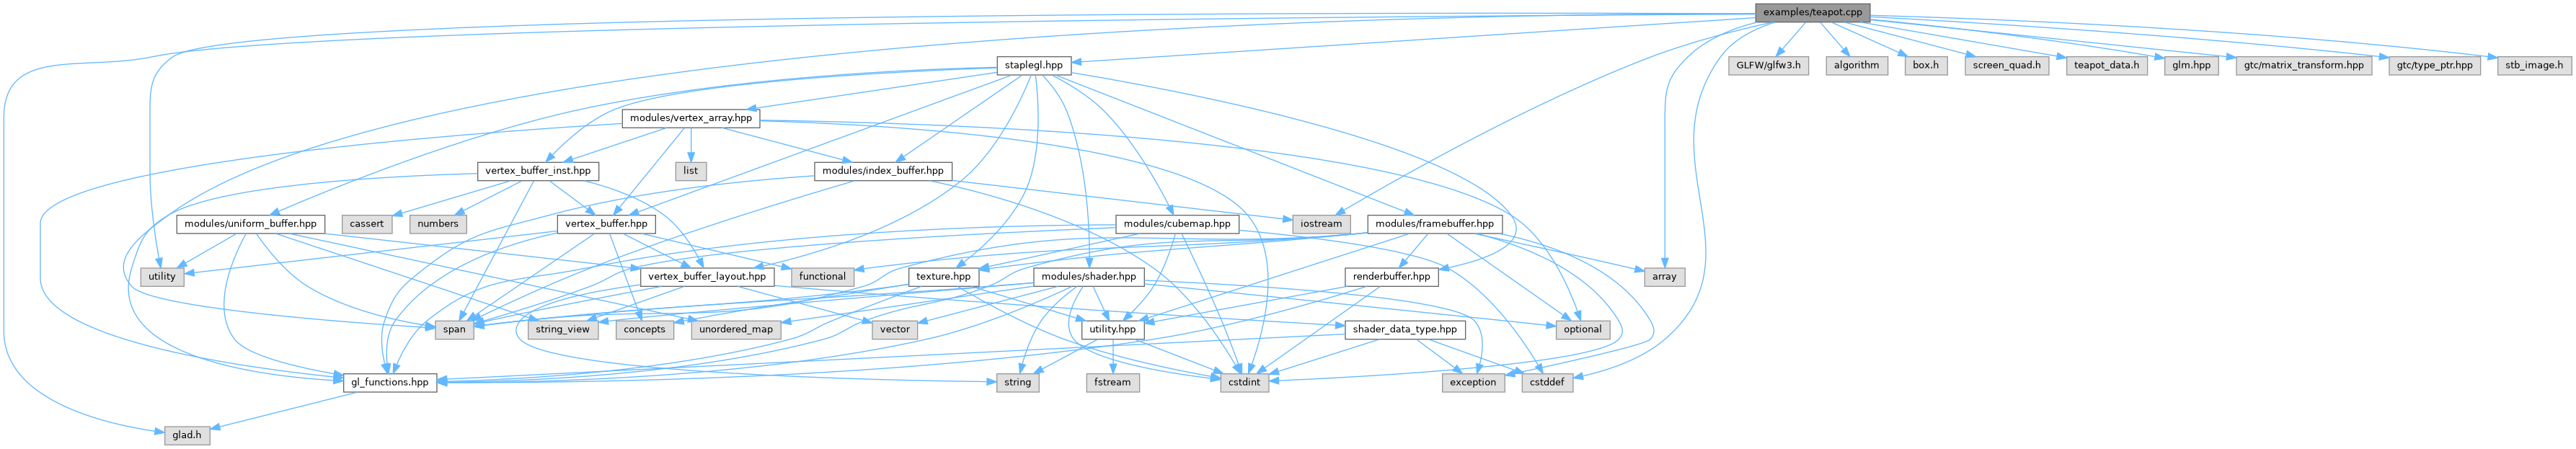 examples/teapot.cpp
staplegl.hpp
GLFW/glfw3.h
algorithm
box.h
screen_quad.h
teapot_data.h
glm.hpp
gtc/matrix_transform.hpp
gtc/type_ptr.hpp
stb_image.h
modules/vertex_array.hpp
vertex_buffer_inst.hpp
list
modules/index_buffer.hpp
modules/uniform_buffer.hpp
cassert
numbers
vertex_buffer.hpp
modules/cubemap.hpp
iostream
modules/framebuffer.hpp
utility
vertex_buffer_layout.hpp
functional
texture.hpp
modules/shader.hpp
renderbuffer.hpp
array
span
string_view
concepts
unordered_map
vector
utility.hpp
shader_data_type.hpp
optional
gl_functions.hpp
string
fstream
cstdint
exception
cstddef
glad.h